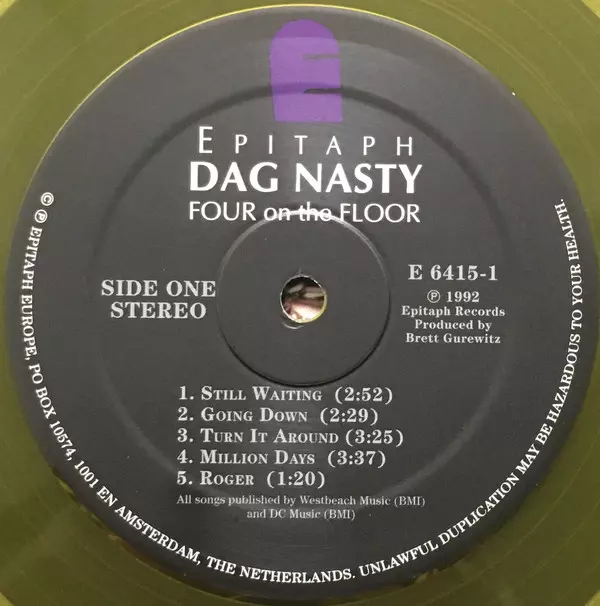 E
EPITAPH
DAG NASTY
FOUR on the FLOOR
SIDE ONE
STEREO
E 6415-1
℗ 1992
Epitaph Records
Produced by
Brett Gurewitz
1. STILL WAITING (2:52)
2. GOING DOWN (2:29)
3. TURN IT AROUND (3:25)
4. MILLION DAYS (3:37)
5. ROGER (1:20)
All songs published by Westbeach Music (BMI)
and DC Music (BMI)
© ℗ EPITAPH EUROPE, PO BOX 10574, 1001 EN AMSTERDAM, THE NETHERLANDS. UNLAWFUL DUPLICATION MAY BE HAZARDOUS TO YOUR HEALTH.